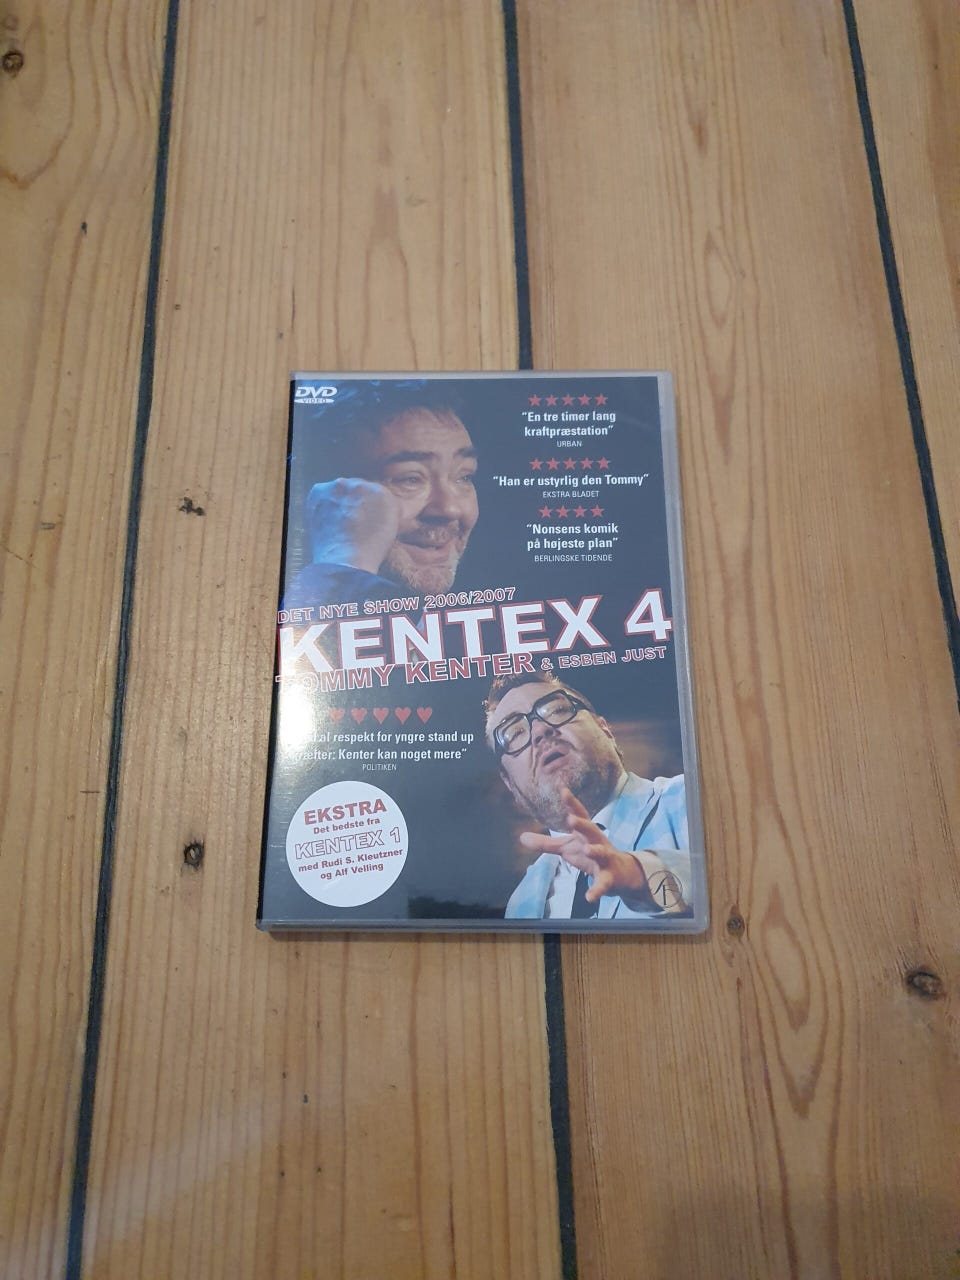 DVD
VIDEO
"En tre timer lang
kraftpræstation"
URBAN
"Han er ustyrlig den Tommy"
EKSTRA BLADET
"Nonsens komik
på højeste plan"
BERLINGSKE TIDENDE
DET NYE SHOW 2006/2007
KENTEX 4
TOMMY KENTER & ESBEN JUST
al respekt for yngre stand up
Kenter kan noget mere"
POLITIKEN
EKSTRA
Det bedste fra
KENTEX 1
med Rudi S. Kleutzner
og Alf Velling